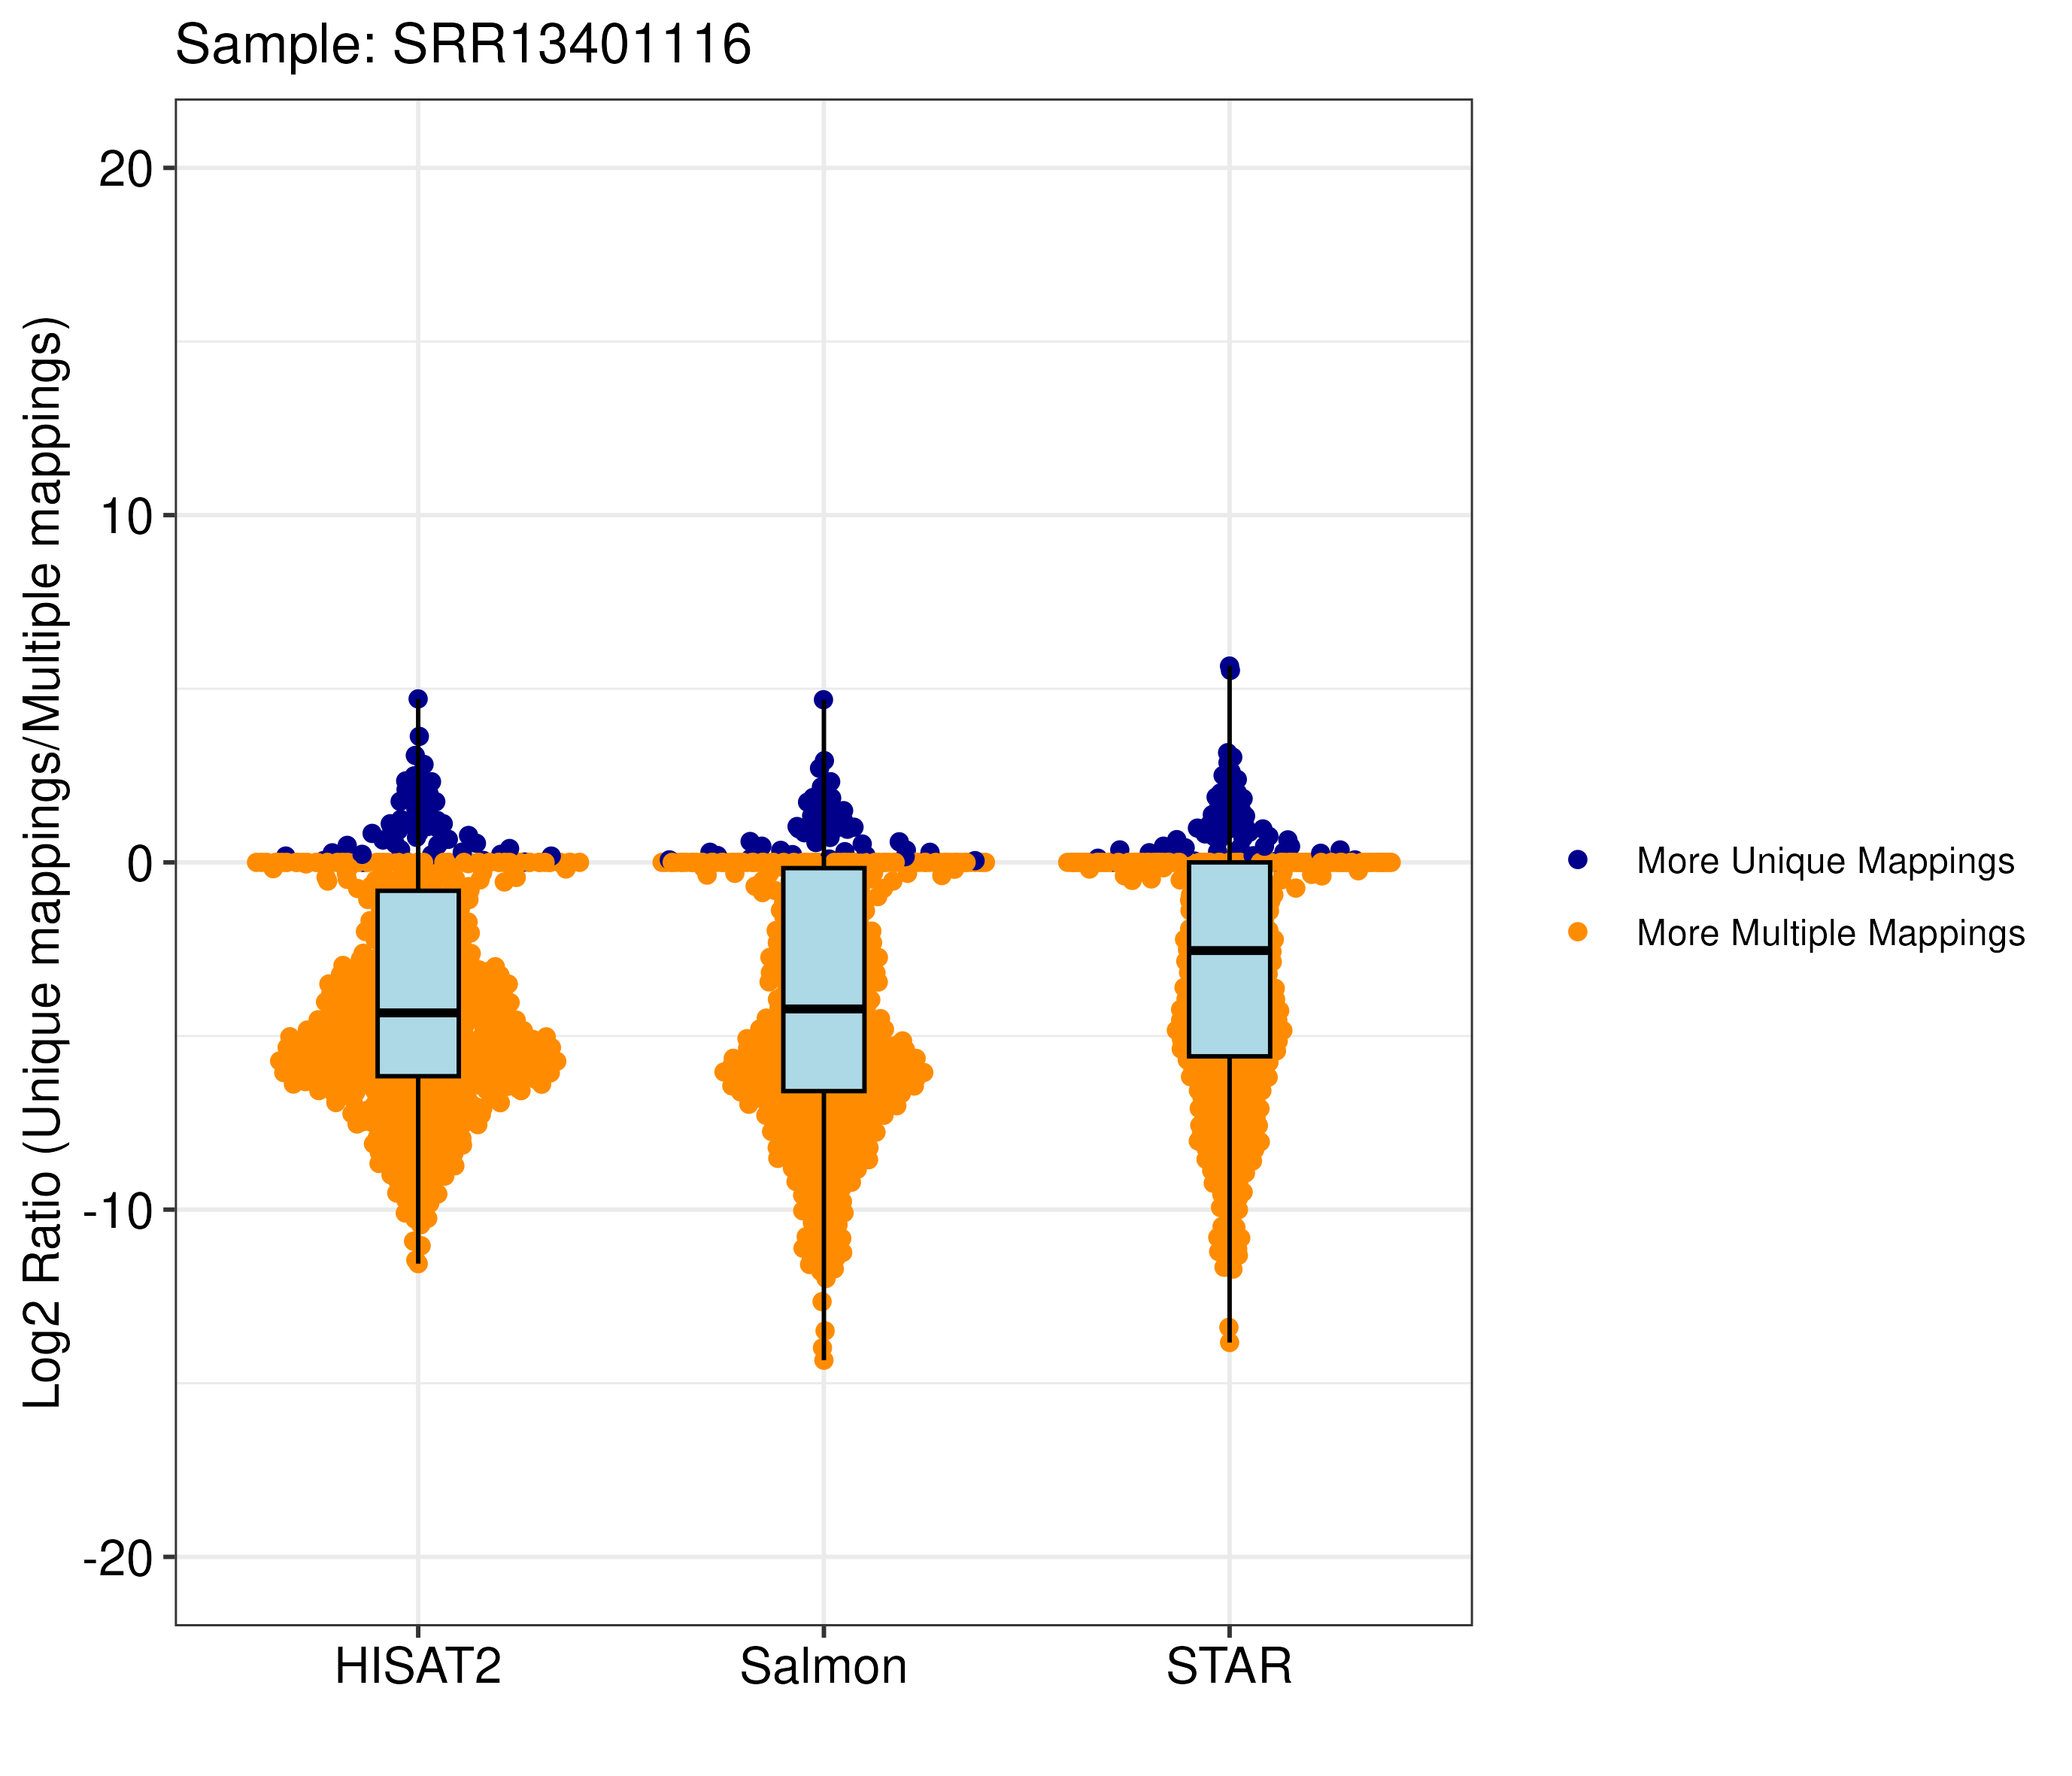 Sample: SRR13401116
Log2 Ratio (Unique mappings/Multiple mappings)
20
10
0
-10
-20
HISAT2
Salmon
STAR
More Unique Mappings
More Multiple Mappings